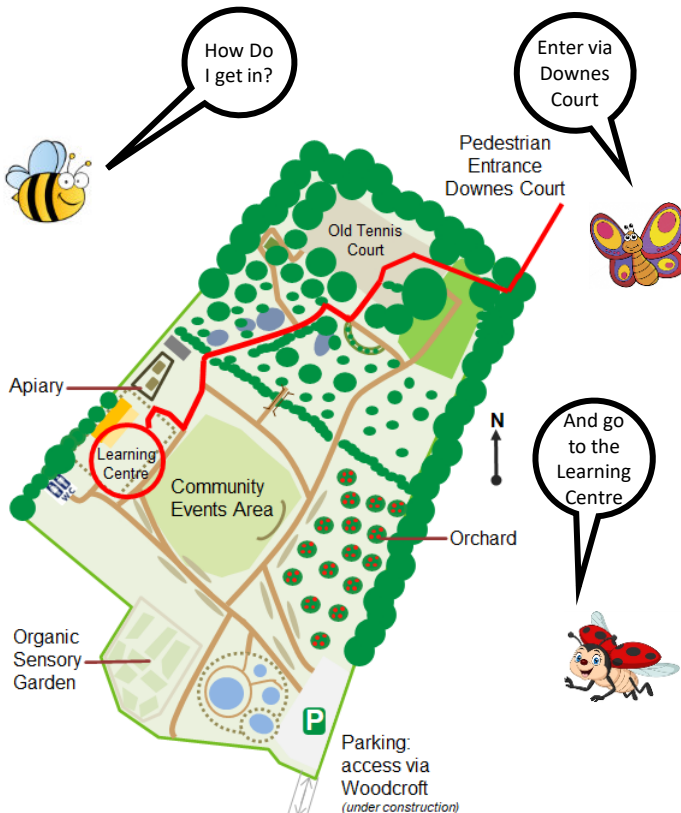 How Do
I get in?
Enter via
Downes
Court
Pedestrian
Entrance
Downes Court
Old Tennis
Court
Apiary
Learning
Centre
WC
N
And go
to the
Learning
Centre
Community
Events Area
Orchard
Organic
Sensory
Garden
P
Parking:
access via
Woodcroft
(under construction)